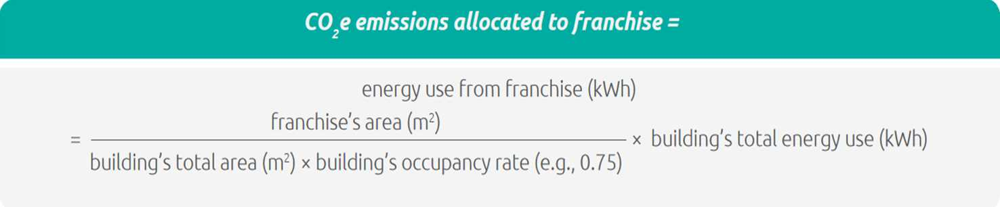 CO₂e emissions allocated to franchise =
energy use from franchise (kWh)
franchise’s area (m²)
= × building’s total energy use (kWh)
building’s total area (m²) × building’s occupancy rate (e.g., 0.75)